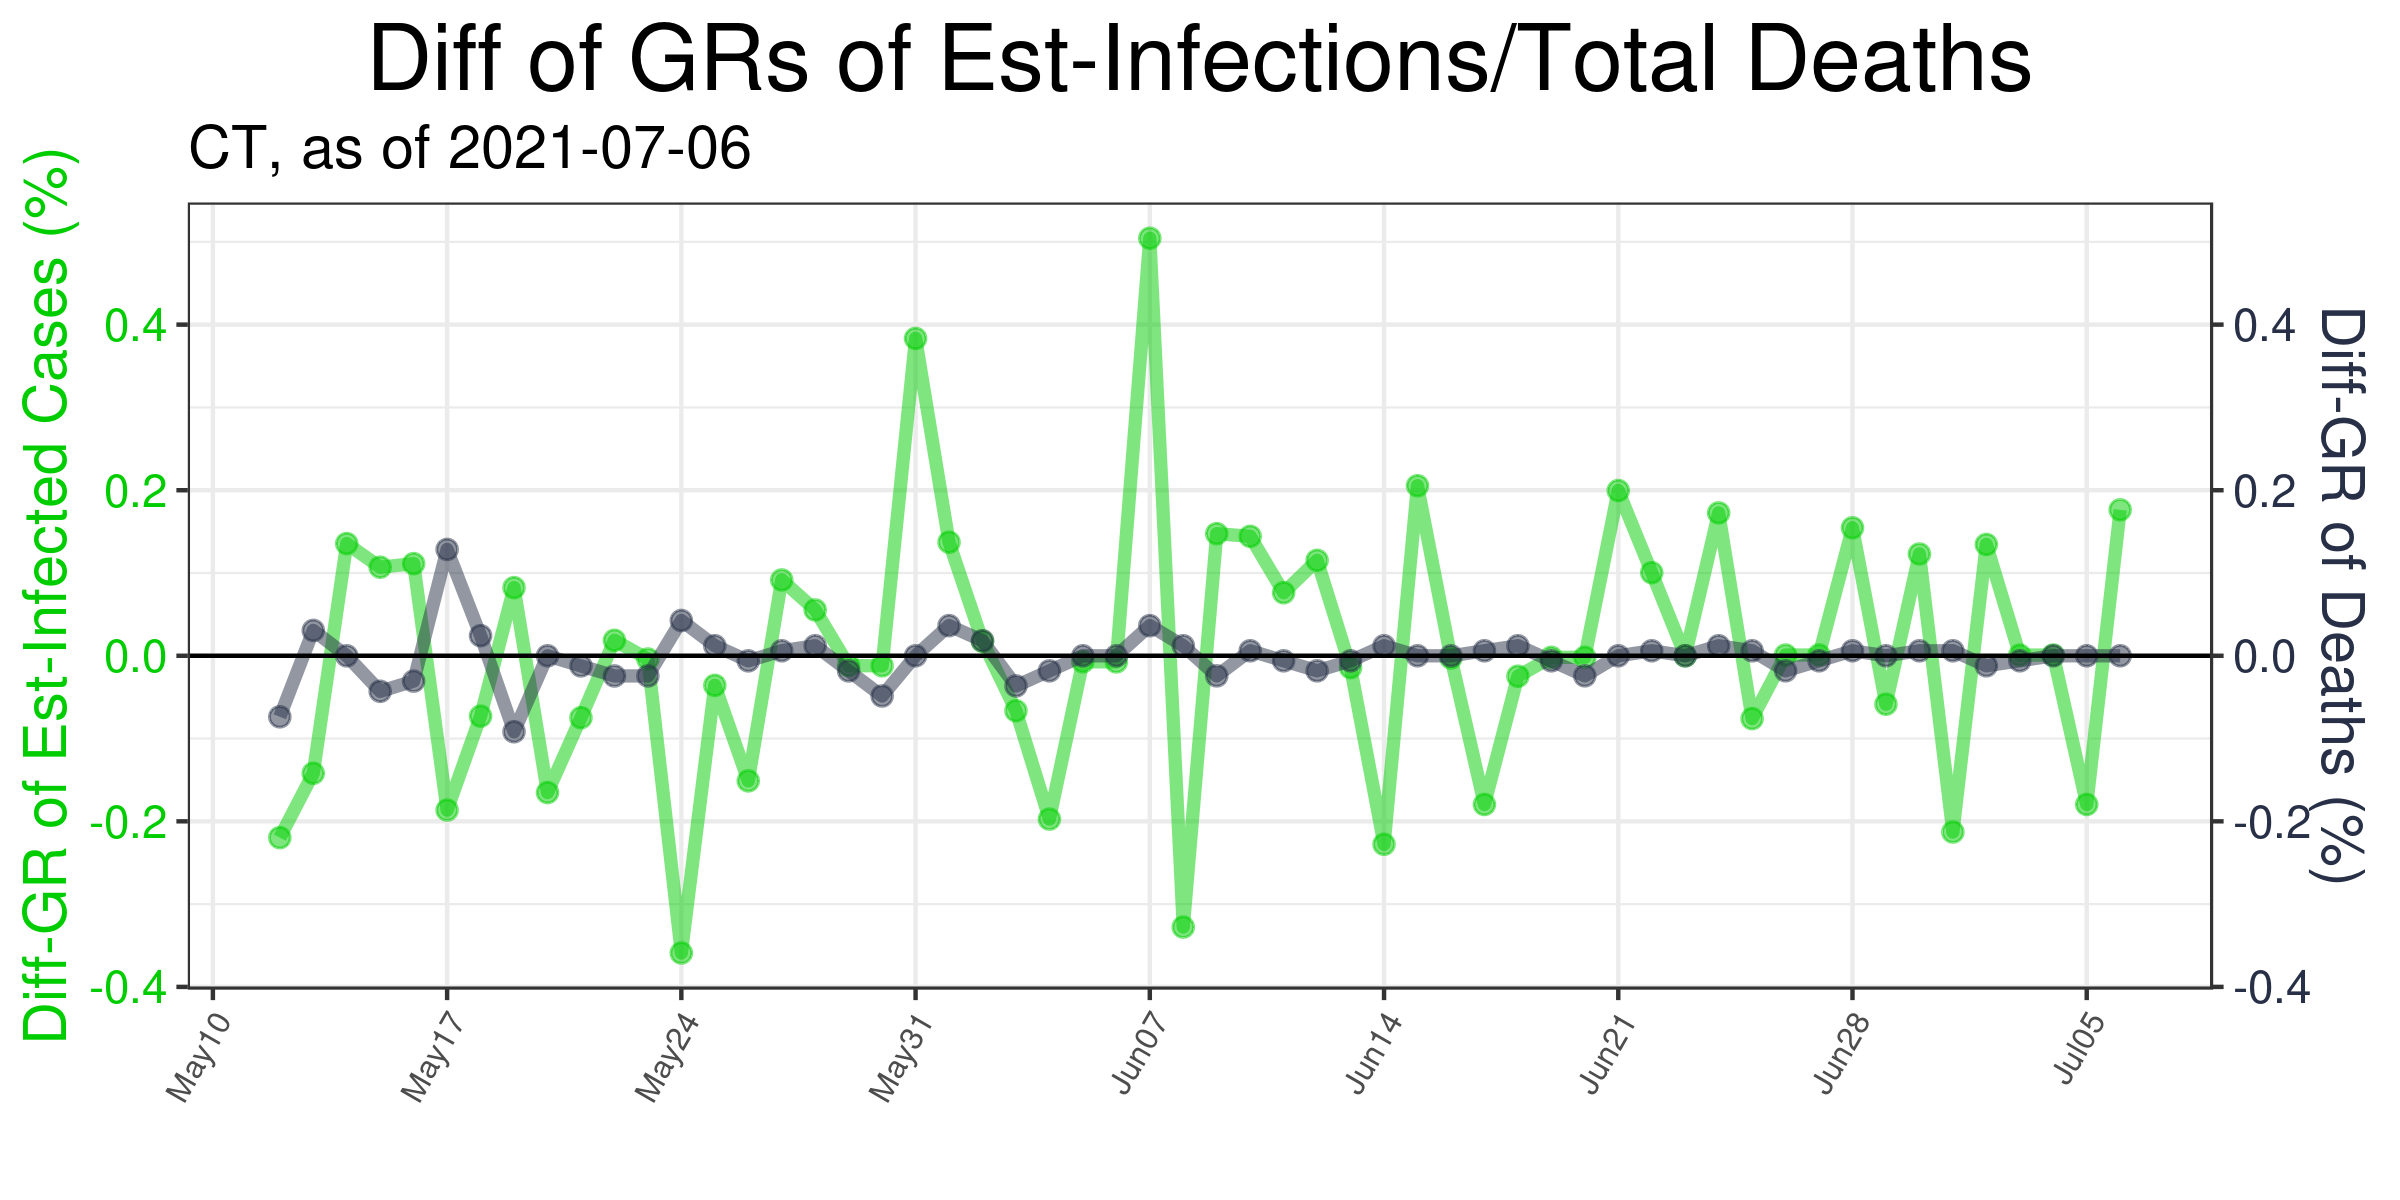 Diff of GRs of Est-Infections/Total Deaths
CT, as of 2021-07-06
Diff-GR of Est-Infected Cases (%)
0.4
0.2
0.0
-0.2
-0.4
0.4
0.2
0.0
-0.2
-0.4
Diff-GR of Deaths (%)
May10
May17
May24
May31
Jun07
Jun14
Jun21
Jun28
Jul05